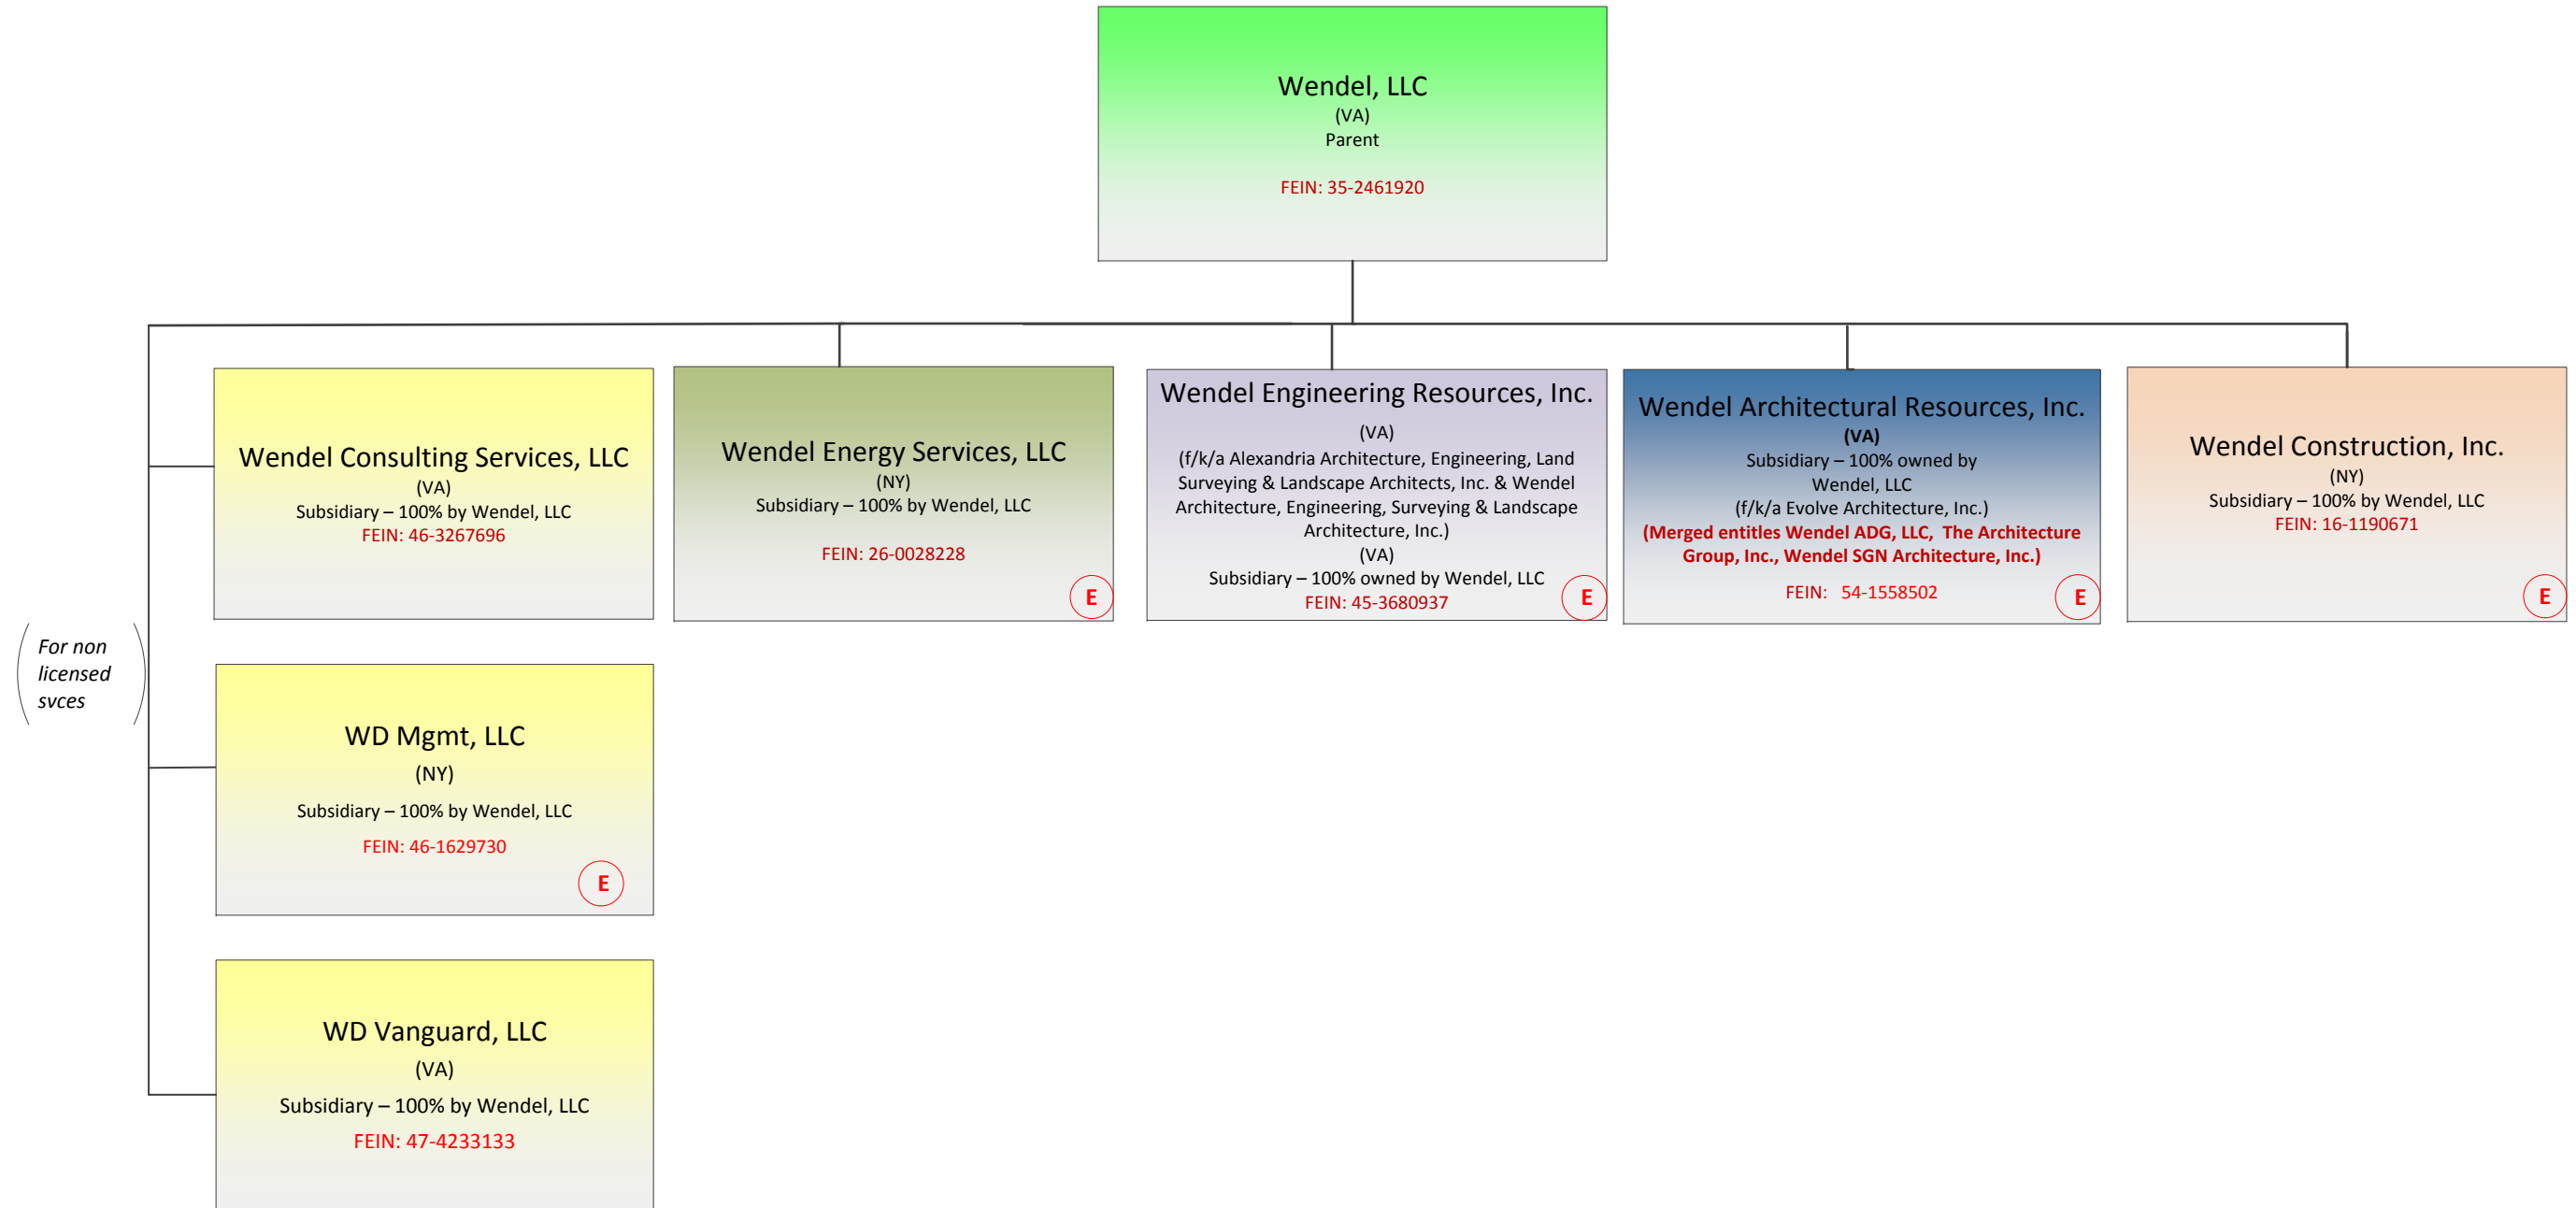 Wendel, LLC
(VA)
Parent
FEIN: 35-2461920
Wendel Consulting Services, LLC
(VA)
Subsidiary – 100% by Wendel, LLC
FEIN: 46-3267696
Wendel Energy Services, LLC
(NY)
Subsidiary – 100% by Wendel, LLC
FEIN: 26-0028228
E
Wendel Engineering Resources, Inc.
(VA)
(f/k/a Alexandria Architecture, Engineering, Land
Surveying & Landscape Architects, Inc. & Wendel
Architecture, Engineering, Surveying & Landscape
Architecture, Inc.)
(VA)
Subsidiary – 100% owned by Wendel, LLC
FEIN: 45-3680937
E
Wendel Architectural Resources, Inc.
(VA)
Subsidiary – 100% owned by
Wendel, LLC
(f/k/a Evolve Architecture, Inc.)
(Merged entitles Wendel ADG, LLC, The Architecture
Group, Inc., Wendel SGN Architecture, Inc.)
FEIN: 54-1558502
E
Wendel Construction, Inc.
(NY)
Subsidiary – 100% by Wendel, LLC
FEIN: 16-1190671
E
For non
licensed
svces
WD Mgmt, LLC
(NY)
Subsidiary – 100% by Wendel, LLC
FEIN: 46-1629730
E
WD Vanguard, LLC
(VA)
Subsidiary – 100% by Wendel, LLC
FEIN: 47-4233133